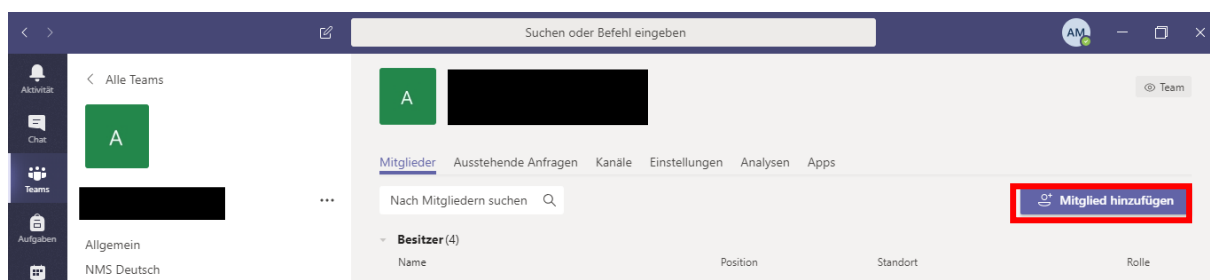 Suchen oder Befehl eingeben
AM
Aktivität
Chat
Teams
Aufgaben
Alle Teams
A
Allgemein
NMS Deutsch
A
Team
Mitglieder Ausstehende Anfragen Kanäle Einstellungen Analysen Apps
Nach Mitgliedern suchen
Mitglied hinzufügen
Besitzer (4)
Name Position Standort Rolle